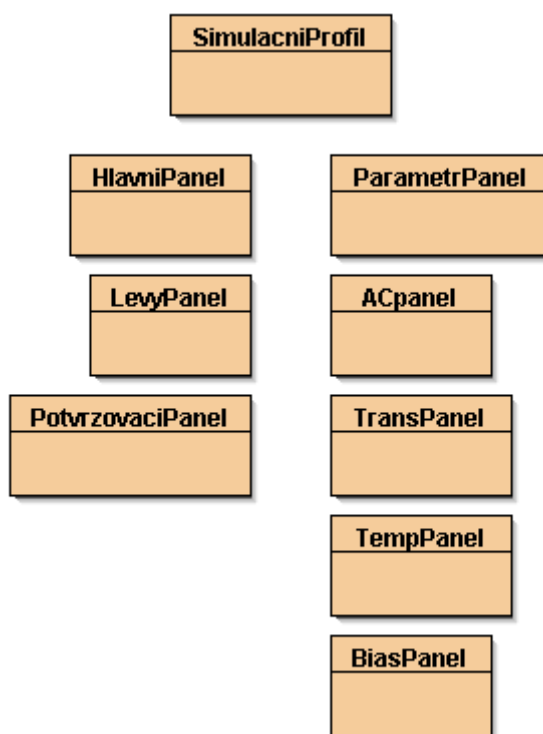 SimulacniProfil
HlavniPanel
ParametrPanel
LevyPanel
ACpanel
PotvrzovaciPanel
TransPanel
TempPanel
BiasPanel